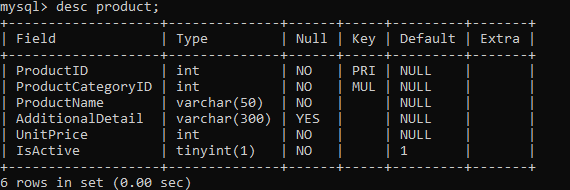 mysql> desc product;
+-------------------+--------------+------+-----+---------+-------+
| Field             | Type         | Null | Key | Default | Extra |
+-------------------+--------------+------+-----+---------+-------+
| ProductID         | int          | NO   | PRI | NULL    |       |
| ProductCategoryID | int          | NO   | MUL | NULL    |       |
| ProductName       | varchar(50)  | NO   |     | NULL    |       |
| AdditionalDetail  | varchar(300) | YES  |     | NULL    |       |
| UnitPrice         | int          | NO   |     | NULL    |       |
| IsActive          | tinyint(1)   | NO   |     | 1       |       |
+-------------------+--------------+------+-----+---------+-------+
6 rows in set (0.00 sec)